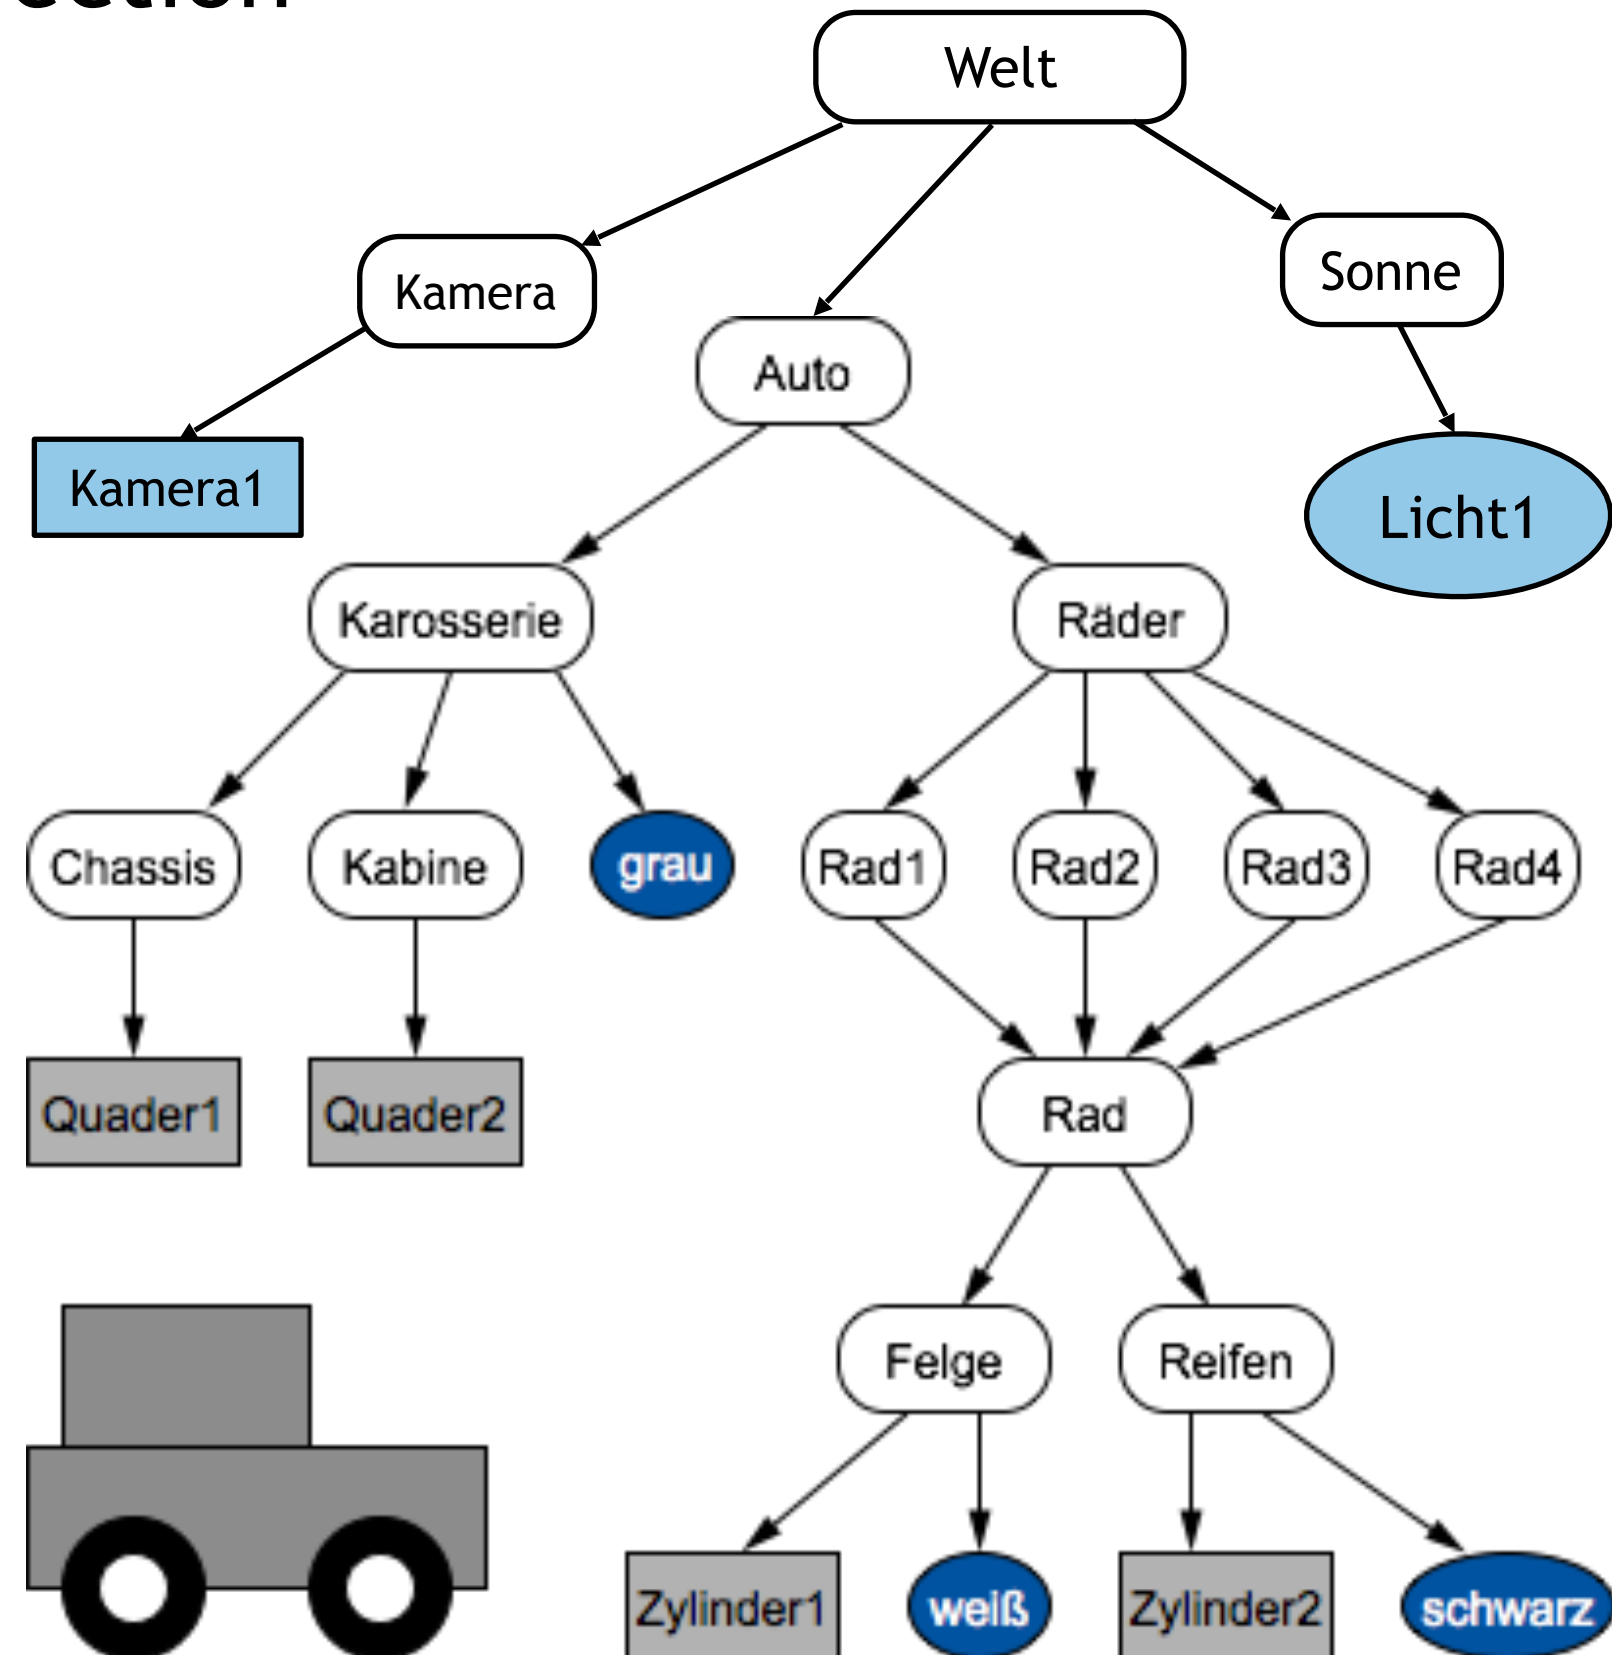 ection
Welt
Kamera
Sonne
Auto
Kamera1
Licht1
Karosserie
Räder
Chassis
Kabine
grau
Rad1
Rad2
Rad3
Rad4
Quader1
Quader2
Rad
Felge
Reifen
Zylinder1
weiß
Zylinder2
schwarz